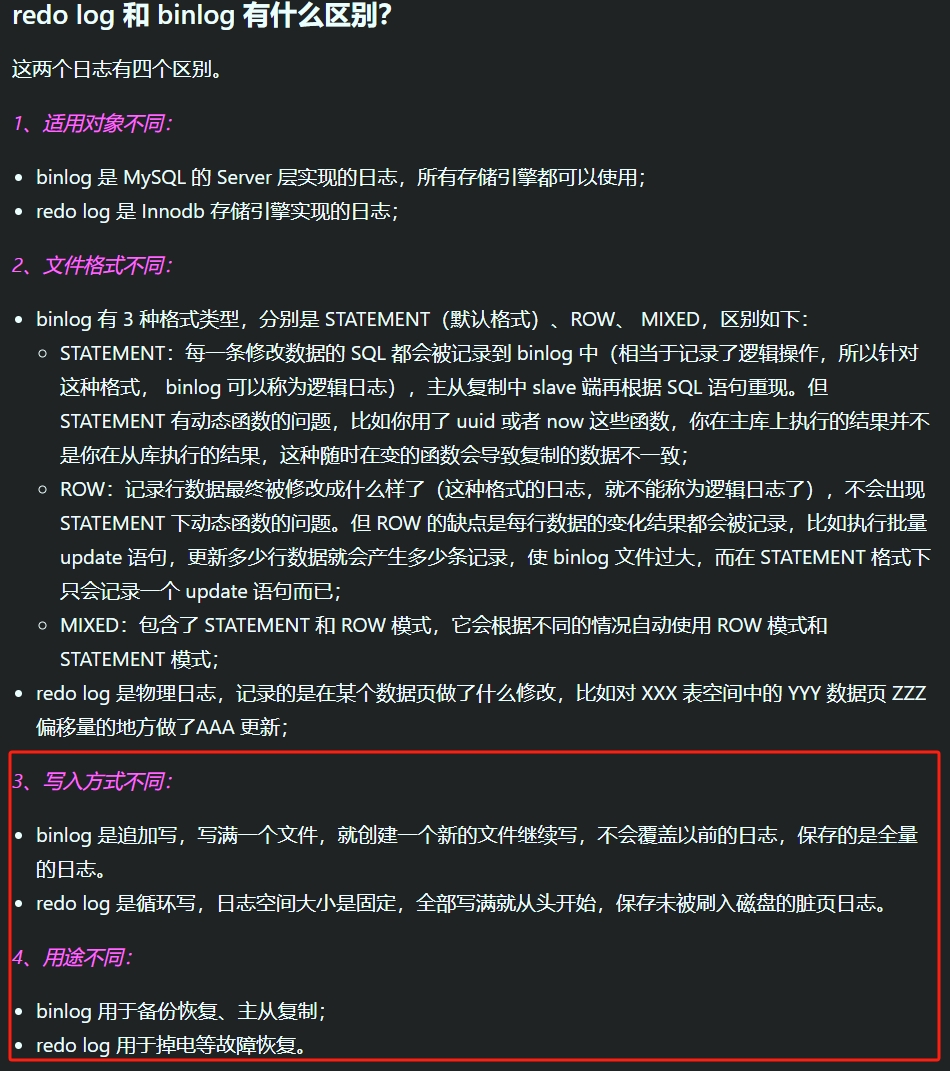 redo log 和 binlog 有什么区别？
这两个日志有四个区别。
1、适用对象不同：
binlog 是 MySQL 的 Server 层实现的日志，所有存储引擎都可以使用；
redo log 是 Innodb 存储引擎实现的日志；
2、文件格式不同：
binlog 有 3 种格式类型，分别是 STATEMENT（默认格式）、ROW、 MIXED，区别如下：
STATEMENT：每一条修改数据的 SQL 都会被记录到 binlog 中（相当于记录了逻辑操作，所以针对
这种格式， binlog 可以称为逻辑日志），主从复制中 slave 端再根据 SQL 语句重现。但
STATEMENT 有动态函数的问题，比如你用了 uuid 或者 now 这些函数，你在主库上执行的结果并不
是你在从库执行的结果，这种随时在变的函数会导致复制的数据不一致；
ROW：记录行数据最终被修改成什么样了（这种格式的日志，就不能称为逻辑日志了），不会出现
STATEMENT 下动态函数的问题。但 ROW 的缺点是每行数据的变化结果都会被记录，比如执行批量
update 语句，更新多少行数据就会产生多少条记录，使 binlog 文件过大，而在 STATEMENT 格式下
只会记录一个 update 语句而已；
MIXED：包含了 STATEMENT 和 ROW 模式，它会根据不同的情况自动使用 ROW 模式和
STATEMENT 模式；
redo log 是物理日志，记录的是在某个数据页做了什么修改，比如对 XXX 表空间中的 YYY 数据页 ZZZ
偏移量的地方做了AAA 更新；
3、写入方式不同：
binlog 是追加写，写满一个文件，就创建一个新的文件继续写，不会覆盖以前的日志，保存的是全量
的日志。
redo log 是循环写，日志空间大小是固定，全部写满就从头开始，保存未被刷入磁盘的脏页日志。
4、用途不同：
binlog 用于备份恢复、主从复制；
redo log 用于掉电等故障恢复。